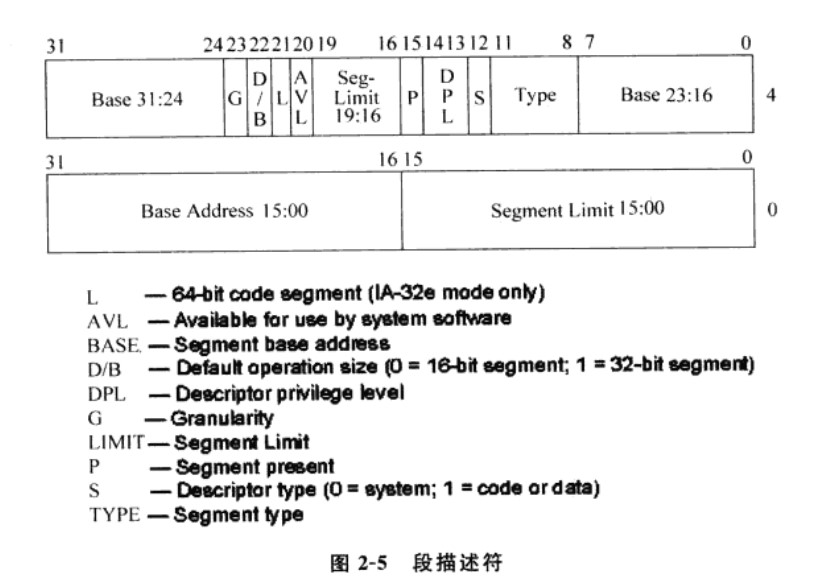 31 24 23 22 21 20 19 16 15 14 13 12 11 8 7 0
Base 31:24 G D/B L AVL Seg-Limit 19:16 P DPL S Type Base 23:16 4
31 16 15 0
Base Address 15:00 Segment Limit 15:00 0
L — 64-bit code segment (IA-32e mode only)
AVL — Available for use by system software
BASE — Segment base address
D/B — Default operation size (0 = 16-bit segment; 1 = 32-bit segment)
DPL — Descriptor privilege level
G — Granularity
LIMIT — Segment Limit
P — Segment present
S — Descriptor type (0 = system; 1 = code or data)
TYPE — Segment type
图 2-5 段描述符